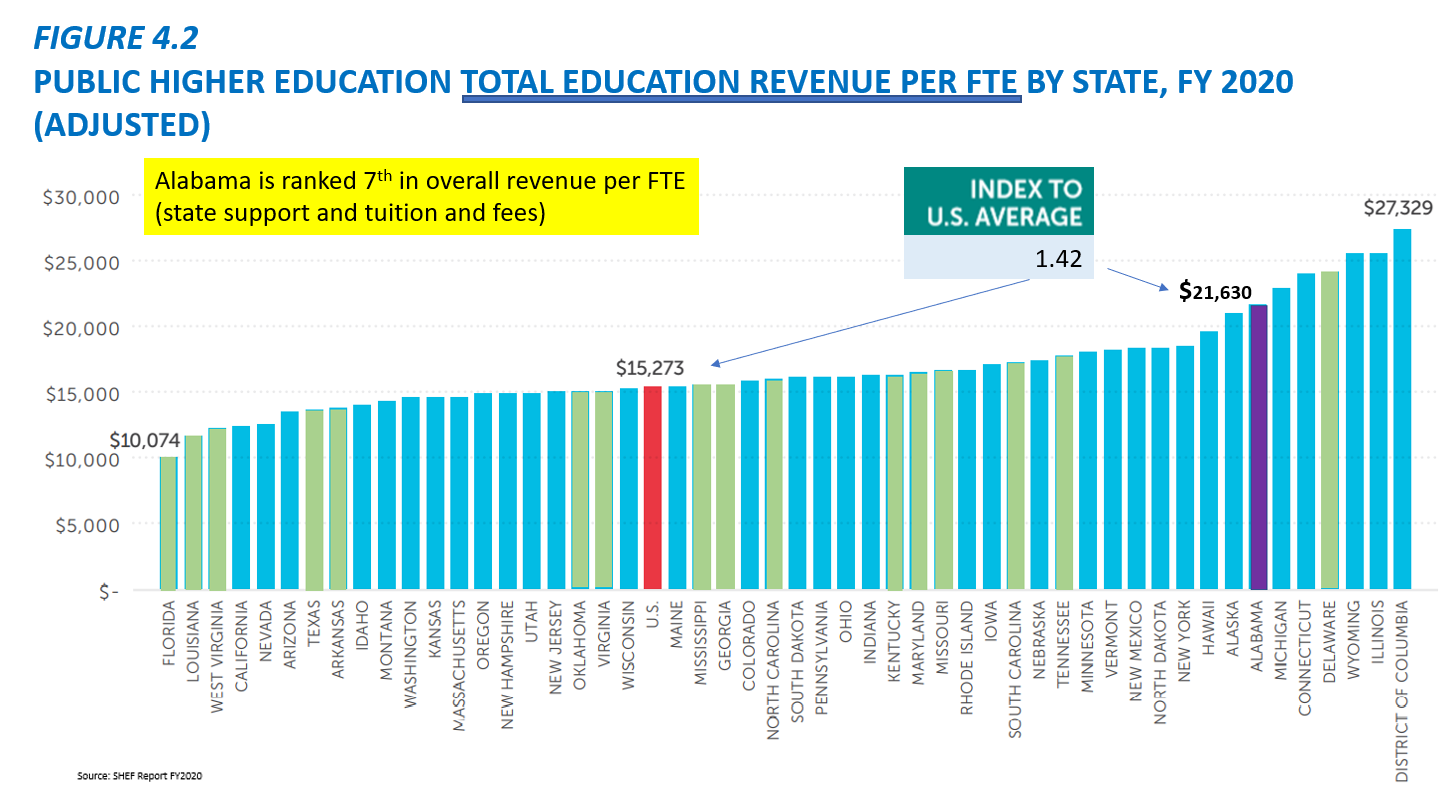 FIGURE 4.2
PUBLIC HIGHER EDUCATION TOTAL EDUCATION REVENUE PER FTE BY STATE, FY 2020
(ADJUSTED)
Alabama is ranked 7th in overall revenue per FTE
(state support and tuition and fees)
INDEX TO
U.S. AVERAGE
1.42
$30,000
$25,000
$20,000
$15,000
$10,000
$5,000
$-
$10,074
$15,273
$21,630
$27,329
FLORIDA
LOUISIANA
WEST VIRGINIA
CALIFORNIA
NEVADA
ARIZONA
TEXAS
ARKANSAS
IDAHO
MONTANA
WASHINGTON
KANSAS
MASSACHUSETTS
OREGON
NEW HAMPSHIRE
UTAH
NEW JERSEY
OKLAHOMA
VIRGINIA
WISCONSIN
U.S.
MAINE
MISSISSIPPI
GEORGIA
COLORADO
NORTH CAROLINA
SOUTH DAKOTA
PENNSYLVANIA
OHIO
INDIANA
KENTUCKY
MARYLAND
MISSOURI
RHODE ISLAND
IOWA
SOUTH CAROLINA
NEBRASKA
TENNESSEE
MINNESOTA
VERMONT
NEW MEXICO
NORTH DAKOTA
NEW YORK
HAWAII
ALASKA
ALABAMA
MICHIGAN
CONNECTICUT
DELAWARE
WYOMING
ILLINOIS
DISTRICT OF COLUMBIA
Source: SHEF Report FY2020